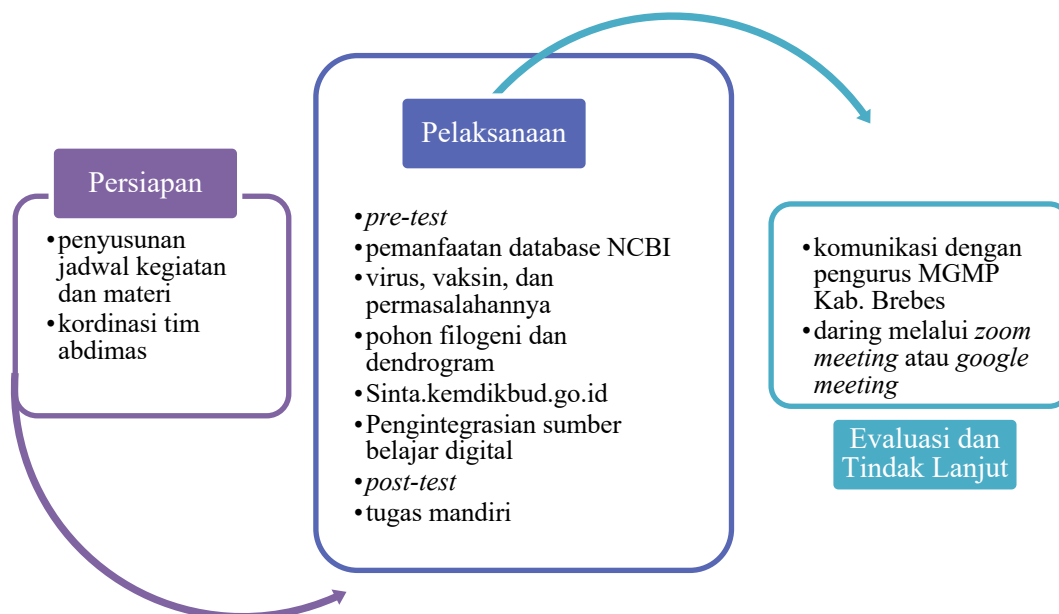 Persiapan
•penyusunan
jadwal kegiatan
dan materi
•kordinasi tim
abdimas
Pelaksanaan
•pre-test
•pemanfaatan database NCBI
•virus, vaksin, dan
permasalahannya
•pohon filogeni dan
dendrogram
•Sinta.kemdikbud.go.id
•Pengintegrasian sumber
belajar digital
•post-test
•tugas mandiri
•komunikasi dengan
pengurus MGMP
Kab. Brebes
•daring melalui zoom
meeting atau google
meeting
Evaluasi dan
Tindak Lanjut